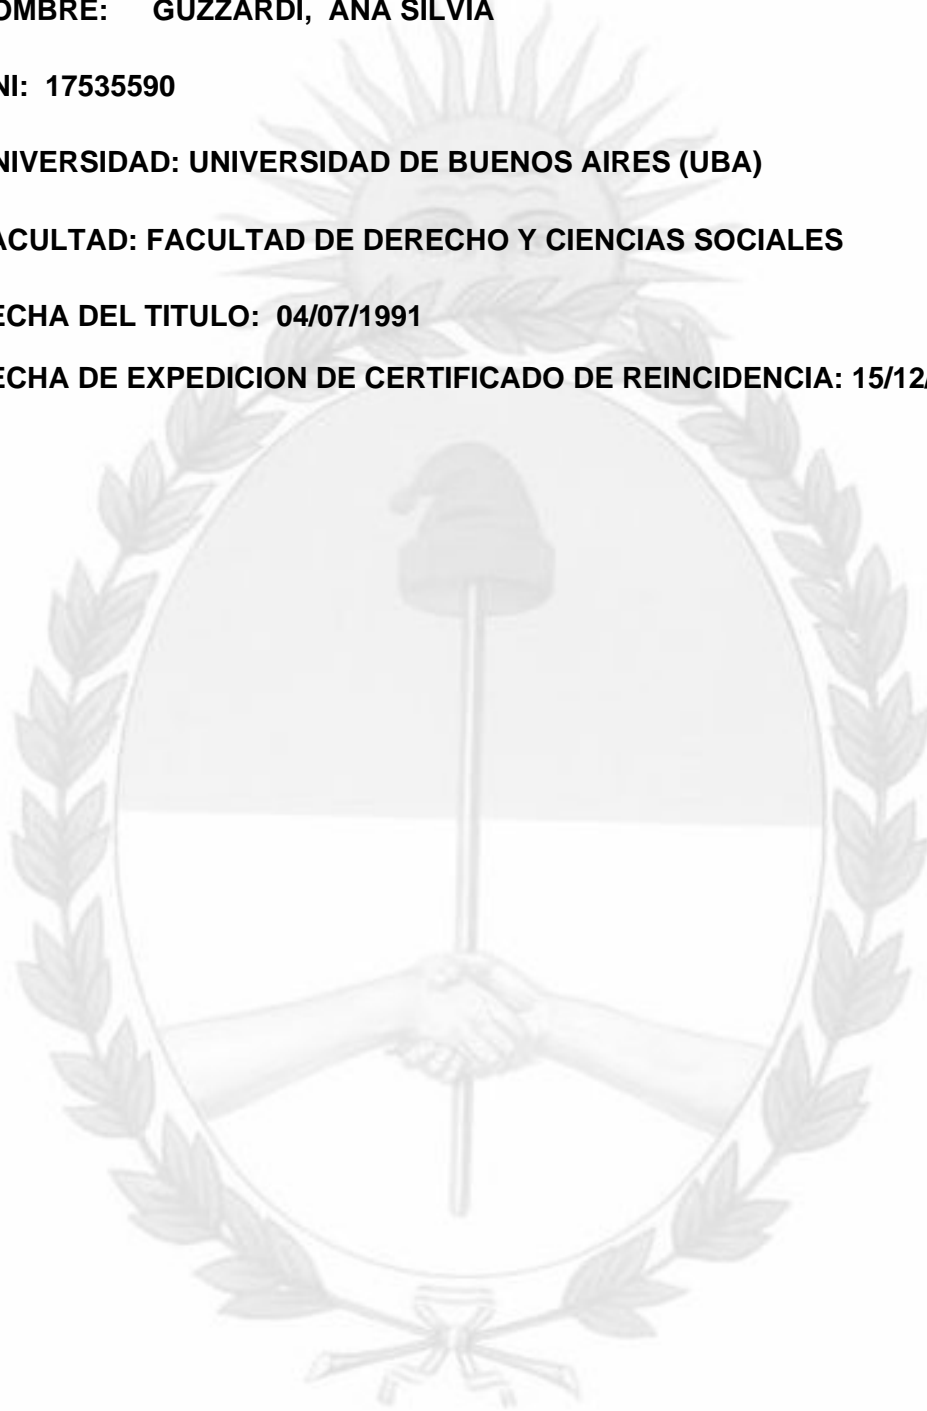 OMBRE: GUZZARDI, ANA SILVIA
NI: 17535590
NIVERSIDAD: UNIVERSIDAD DE BUENOS AIRES (UBA)
ACULTAD: FACULTAD DE DERECHO Y CIENCIAS SOCIALES
ECHA DEL TITULO: 04/07/1991
ECHA DE EXPEDICION DE CERTIFICADO DE REINCIDENCIA: 15/12/